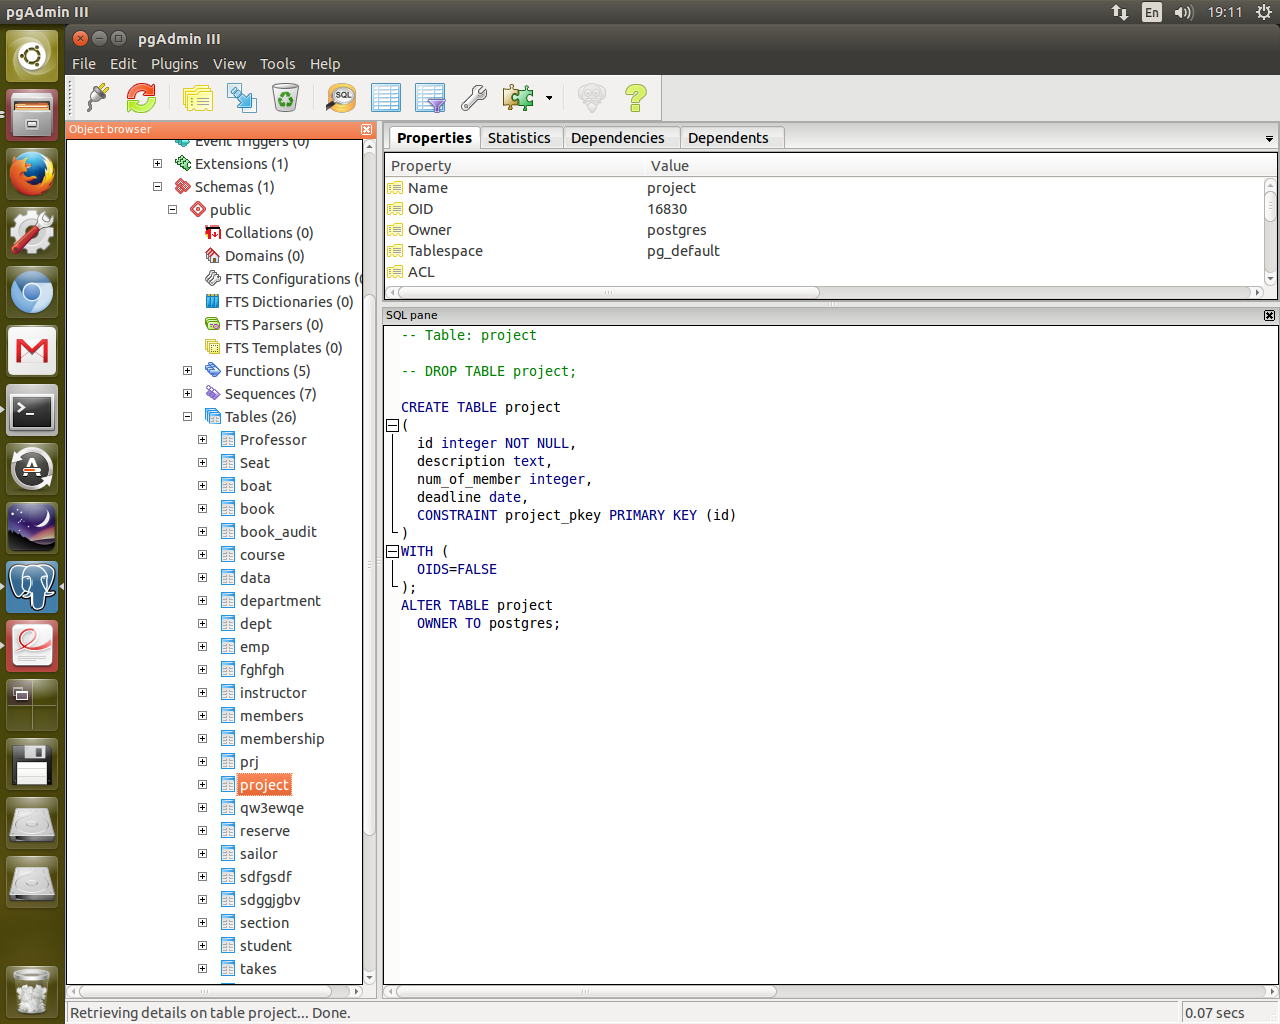 pgAdmin III
En
19:11
pgAdmin III
File Edit Plugins View Tools Help
SQL
Object browser
Event Triggers (0)
Extensions (1)
Schemas (1)
public
Collations (0)
Domains (0)
FTS Configurations (
FTS Dictionaries (0)
FTS Parsers (0)
FTS Templates (0)
Functions (5)
Sequences (7)
Tables (26)
Professor
Seat
boat
book
book_audit
course
data
department
dept
emp
fghfgh
instructor
members
membership
prj
project
qw3ewqe
reserve
sailor
sdfgsdf
sdggjgbv
section
student
takes
Properties Statistics Dependencies Dependents
Property Value
Name project
OID 16830
Owner postgres
Tablespace pg_default
ACL
SQL pane
-- Table: project
-- DROP TABLE project;
CREATE TABLE project
(
id integer NOT NULL,
description text,
num_of_member integer,
deadline date,
CONSTRAINT project_pkey PRIMARY KEY (id)
)
WITH (
OIDS=FALSE
);
ALTER TABLE project
OWNER TO postgres;
Retrieving details on table project... Done.
0.07 secs